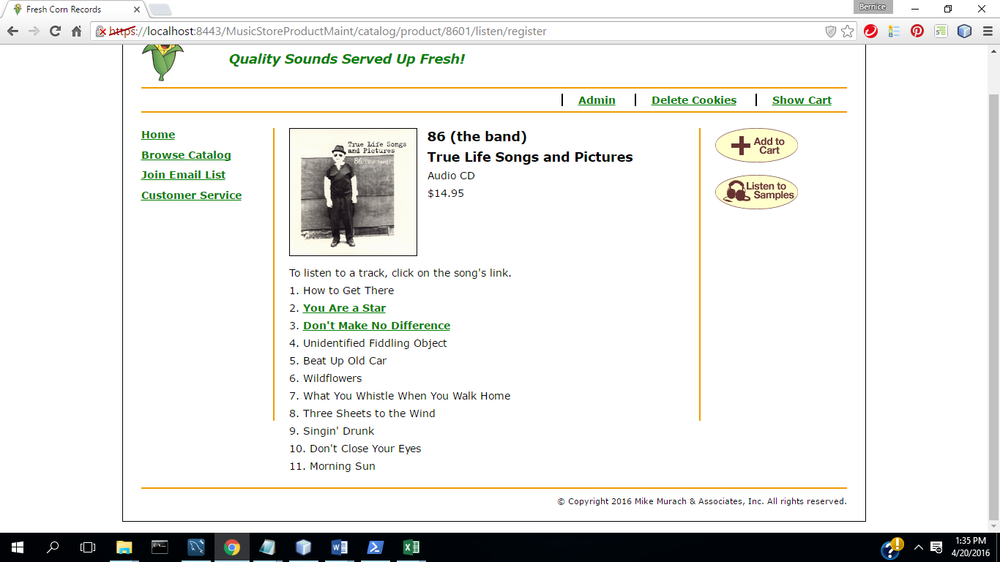 Fresh Corn Records
Bernice
https://localhost:8443/MusicStoreProductMaint/catalog/product/8601/listen/register
Quality Sounds Served Up Fresh!
Admin
Delete Cookies
Show Cart
Home
Browse Catalog
Join Email List
Customer Service
True Life Songs
and Pictures
86 (the band)
86 (the band)
True Life Songs and Pictures
Audio CD
$14.95
Add to
Cart
Listen to
Samples
To listen to a track, click on the song's link.
1. How to Get There
2. You Are a Star
3. Don't Make No Difference
4. Unidentified Fiddling Object
5. Beat Up Old Car
6. Wildflowers
7. What You Whistle When You Walk Home
8. Three Sheets to the Wind
9. Singin' Drunk
10. Don't Close Your Eyes
11. Morning Sun
© Copyright 2016 Mike Murach & Associates, Inc. All rights reserved.
1:35 PM
4/20/2016